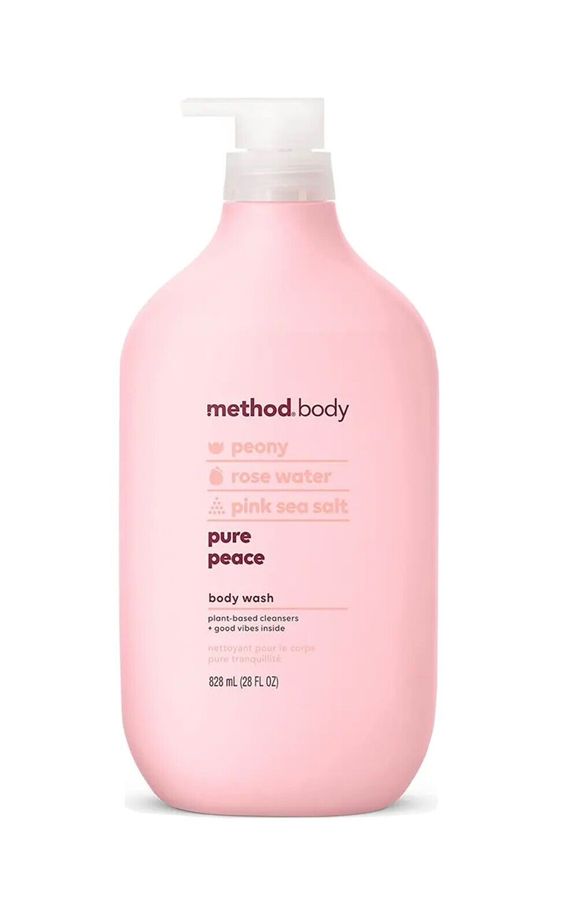 method. body
peony
rose water
pink sea salt
pure
peace
body wash
plant-based cleansers
+ good vibes inside
nettoyant pour le corps
pure tranquillité
828 mL (28 FL OZ)